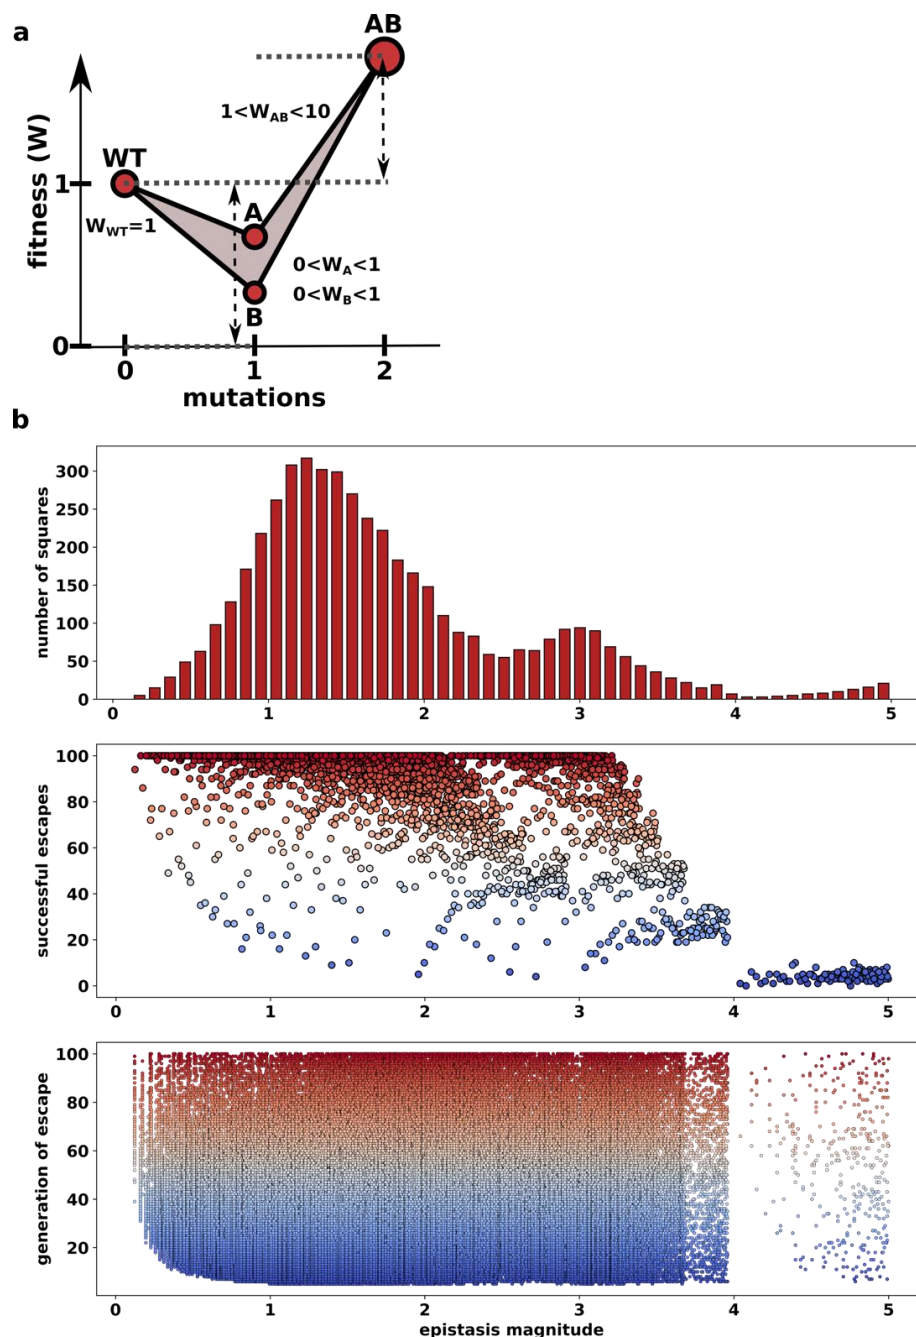 a
AB
1<W_AB<10
WT
1
A
W_WT=1
fitness (W)
0<W_A<1
0<W_B<1
B
0
0 1 2
mutations
b
number of squares
300
250
200
150
100
50
0
0 1 2 3 4 5
successful escapes
100
80
60
40
20
0
0 1 2 3 4 5
generation of escape
100
80
60
40
20
0 1 2 3 4 5
epistasis magnitude